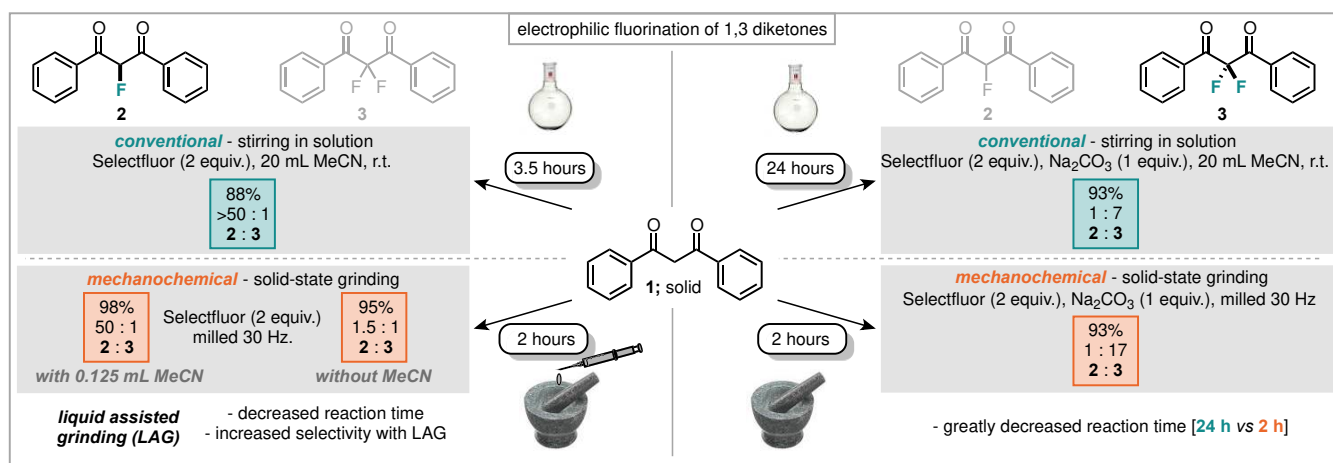 electrophilic fluorination of 1,3 diketones
O O
F
2
O O
F F
3
conventional - stirring in solution
Selectfluor (2 equiv.), 20 mL MeCN, r.t.
88%
>50 : 1
2 : 3
3.5 hours
mechanochemical - solid-state grinding
98%
50 : 1
2 : 3
with 0.125 mL MeCN
Selectfluor (2 equiv.)
milled 30 Hz.
95%
1.5 : 1
2 : 3
without MeCN
2 hours
liquid assisted
grinding (LAG)
- decreased reaction time
- increased selectivity with LAG
O O
1; solid
O O
F
2
O O
F F
3
24 hours
conventional - stirring in solution
Selectfluor (2 equiv.), Na₂CO₃ (1 equiv.), 20 mL MeCN, r.t.
93%
1 : 7
2 : 3
mechanochemical - solid-state grinding
Selectfluor (2 equiv.), Na₂CO₃ (1 equiv.), milled 30 Hz
93%
1 : 17
2 : 3
2 hours
- greatly decreased reaction time [24 h vs 2 h]